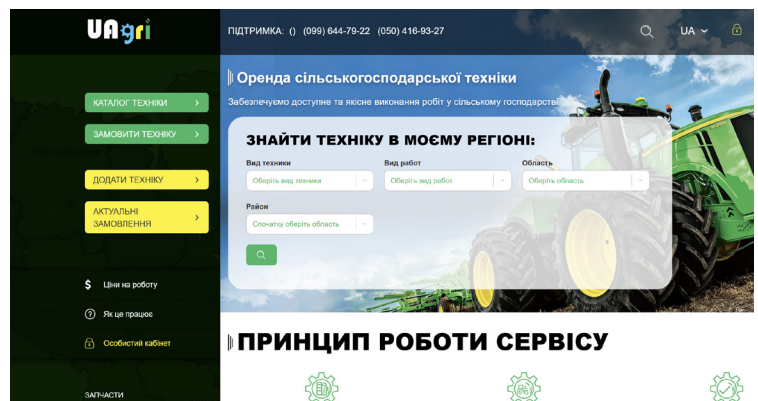 UAgri
ПІДТРИМКА: () (099) 644-79-22 (050) 416-93-27
UA
КАТАЛОГ ТЕХНІКИ
ЗАМОВИТИ ТЕХНІКУ
ДОДАТИ ТЕХНІКУ
АКТУАЛЬНІ
ЗАМОВЛЕННЯ
$ Ціни на роботу
? Як це працює
Особистий кабінет
ЗАПЧАСТИ
Оренда сільськогосподарської техніки
Забезпечуємо доступне та якісне виконання робіт у сільському господарстві
ЗНАЙТИ ТЕХНІКУ В МОЄМУ РЕГІОНІ:
Вид техники
Вид работ
Область
Оберіть вид техники
Оберіть вид работ
Оберіть область
Район
Спочатку оберіть область
ПРИНЦИП РОБОТИ СЕРВІСУ